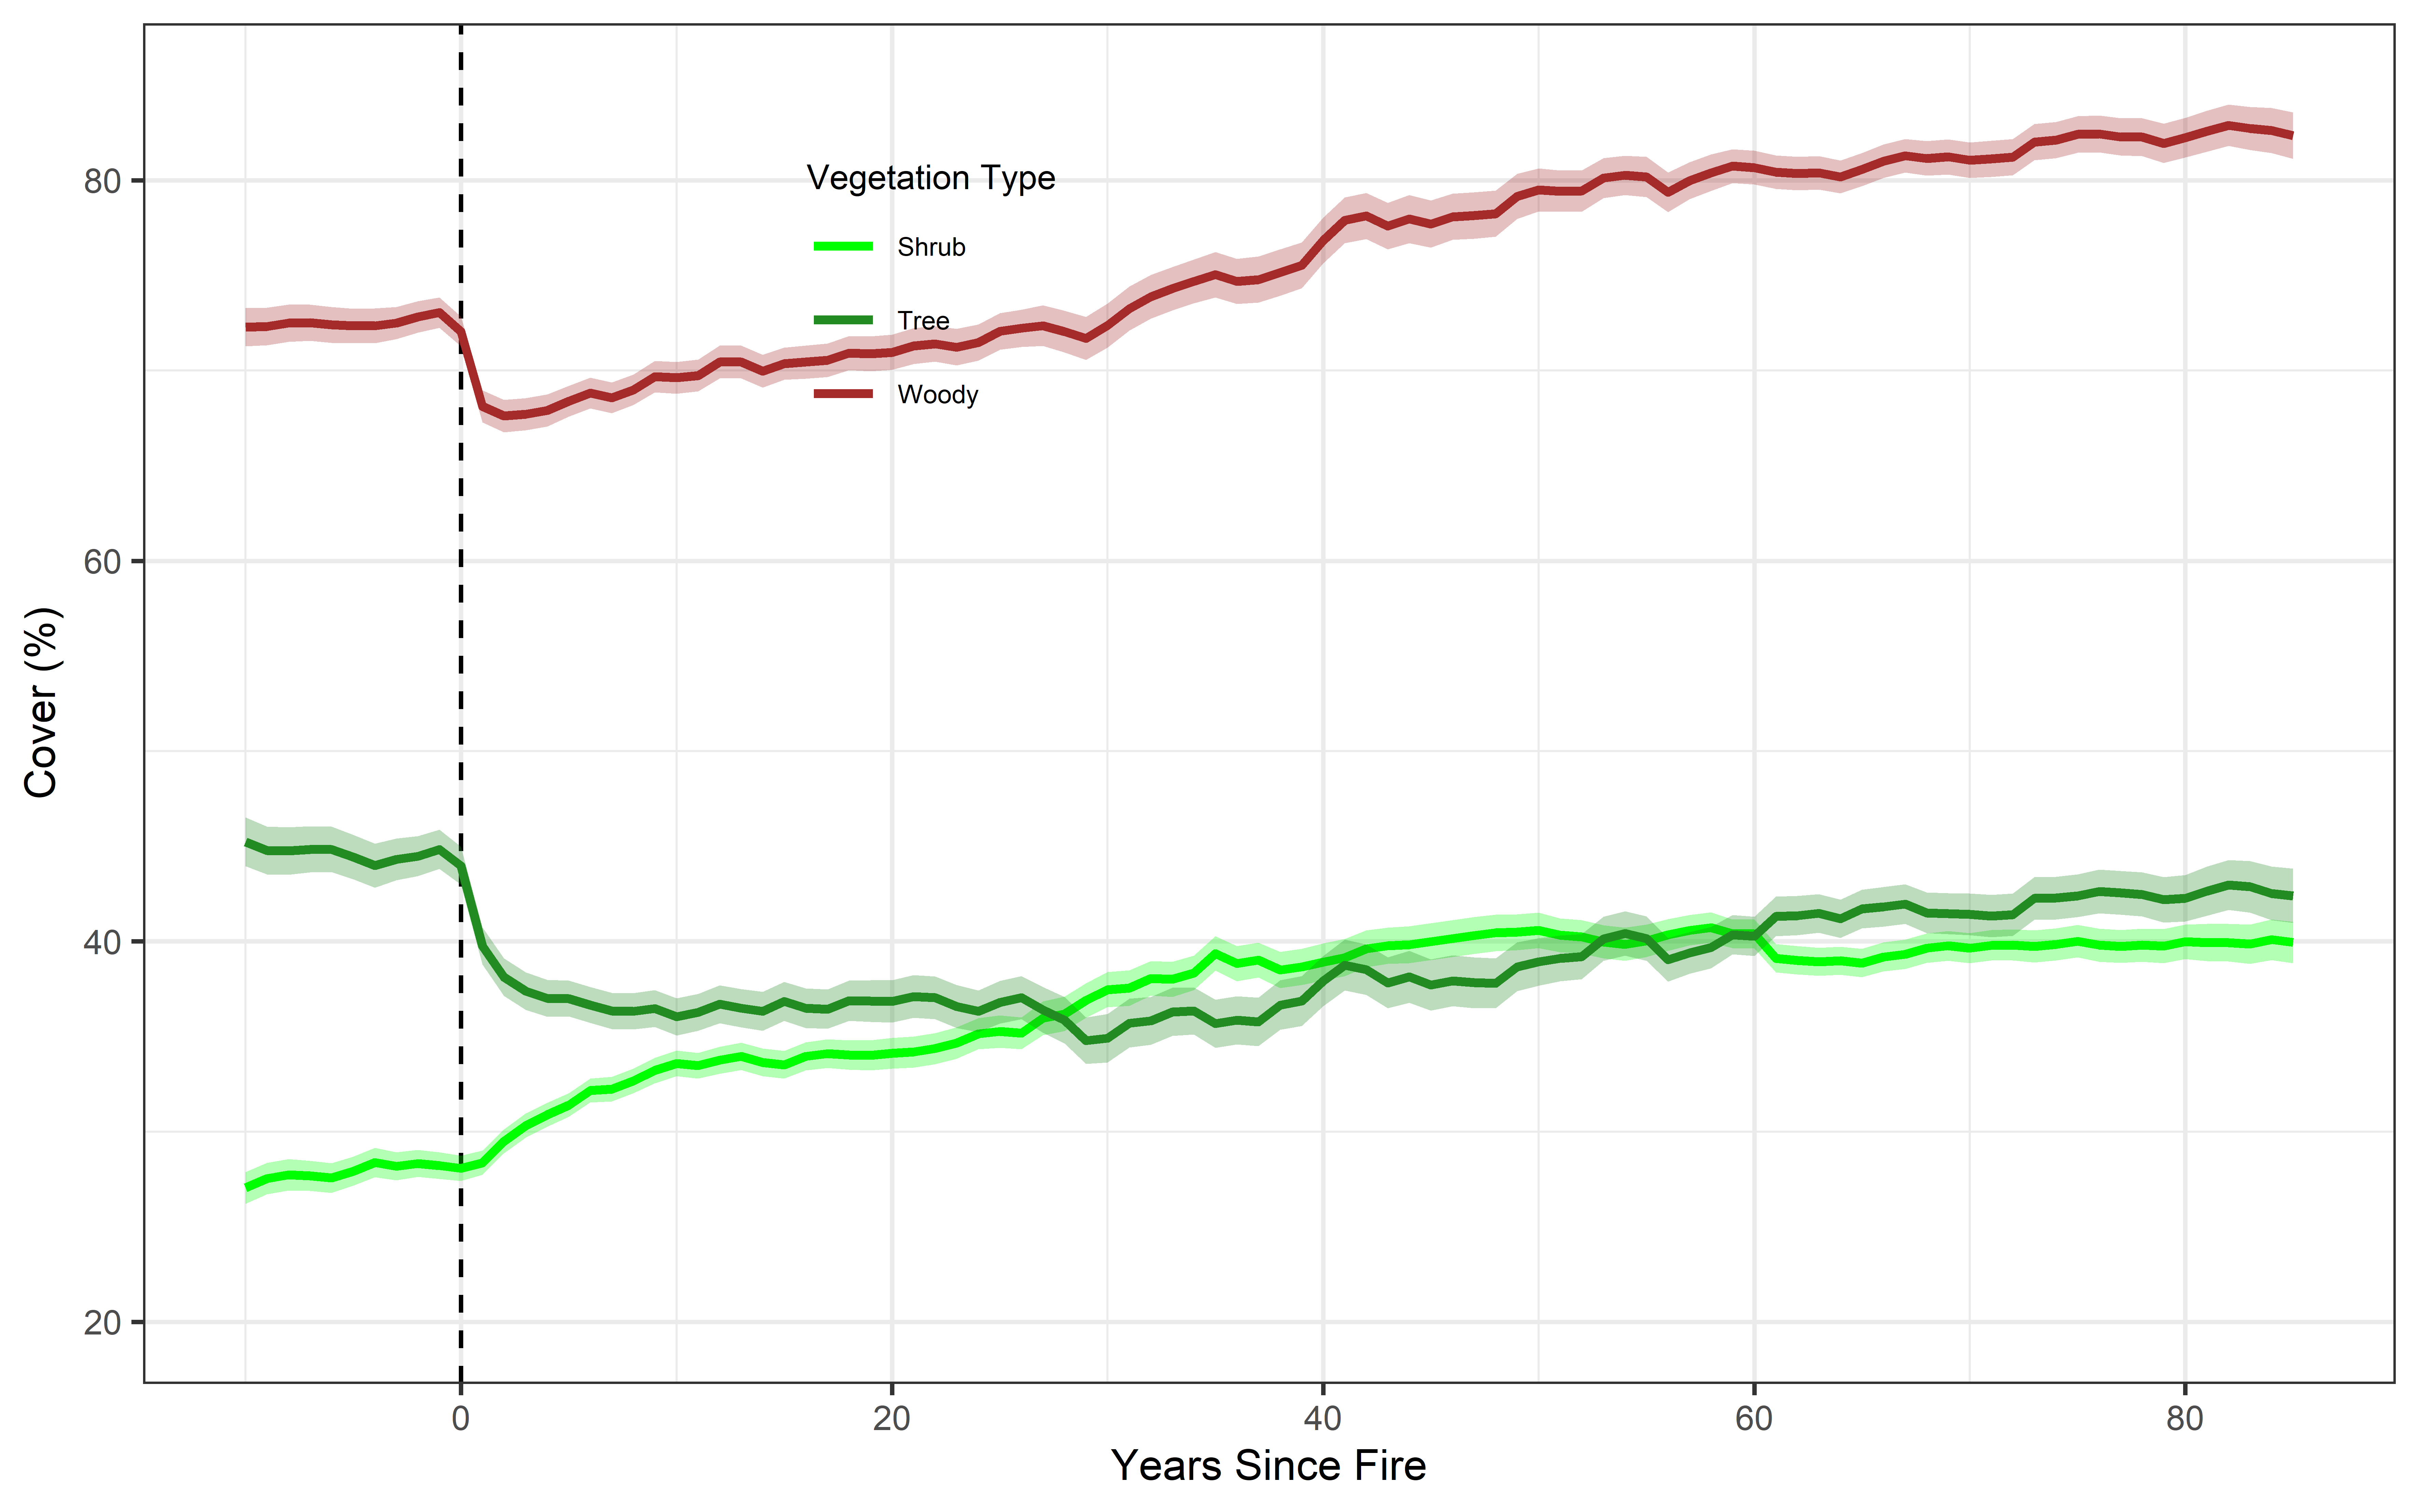 80
60
40
20
Cover (%)
Vegetation Type
Shrub
Tree
Woody
0 20 40 60 80
Years Since Fire